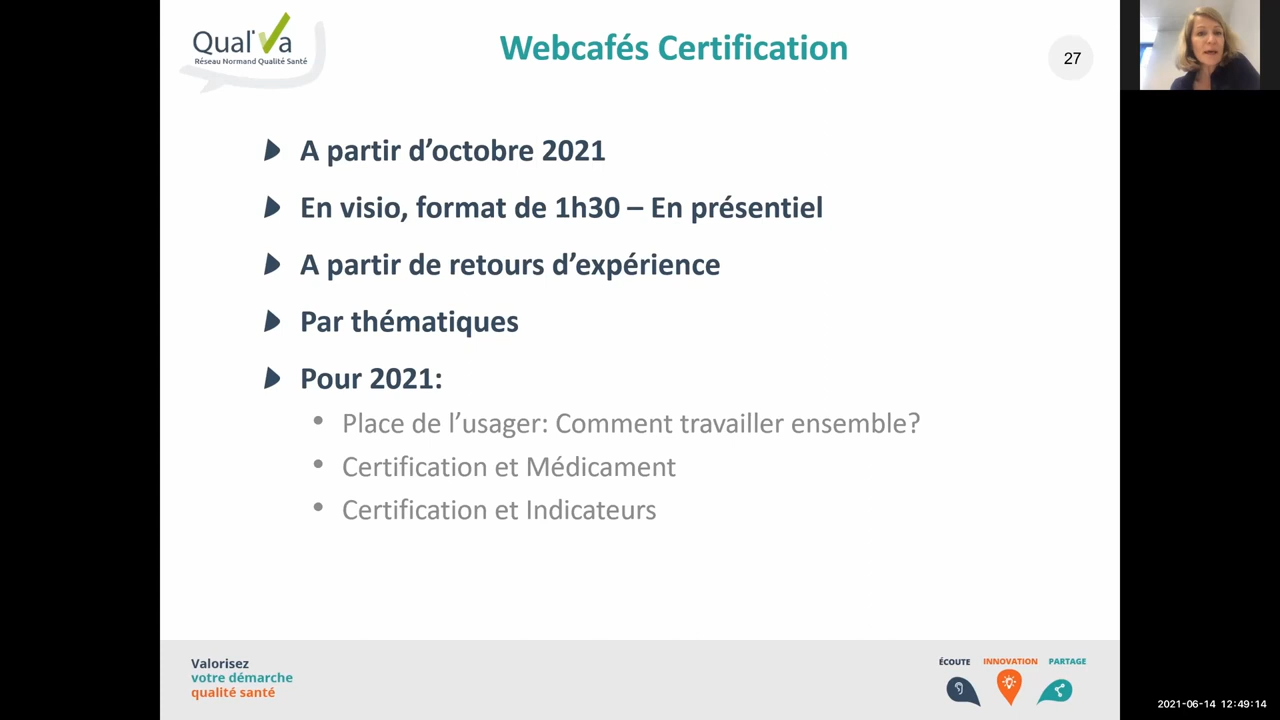 Qual'Va
Réseau Normand Qualité Santé
Webcafés Certification
27
A partir d’octobre 2021
En visio, format de 1h30 – En présentiel
A partir de retours d’expérience
Par thématiques
Pour 2021:
Place de l’usager: Comment travailler ensemble?
Certification et Médicament
Certification et Indicateurs
Valorisez
votre démarche
qualité santé
ÉCOUTE INNOVATION PARTAGE
2021-06-14 12:49:14